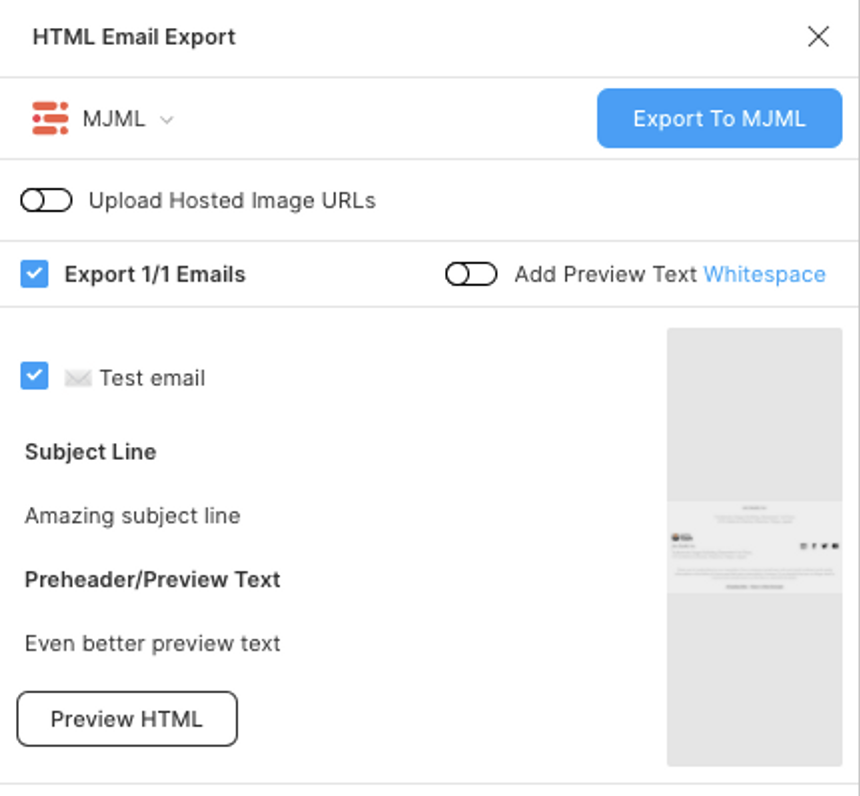 HTML Email Export
MJML
Export To MJML
Upload Hosted Image URLs
Export 1/1 Emails
Add Preview Text Whitespace
Test email
Subject Line
Amazing subject line
Preheader/Preview Text
Even better preview text
Preview HTML